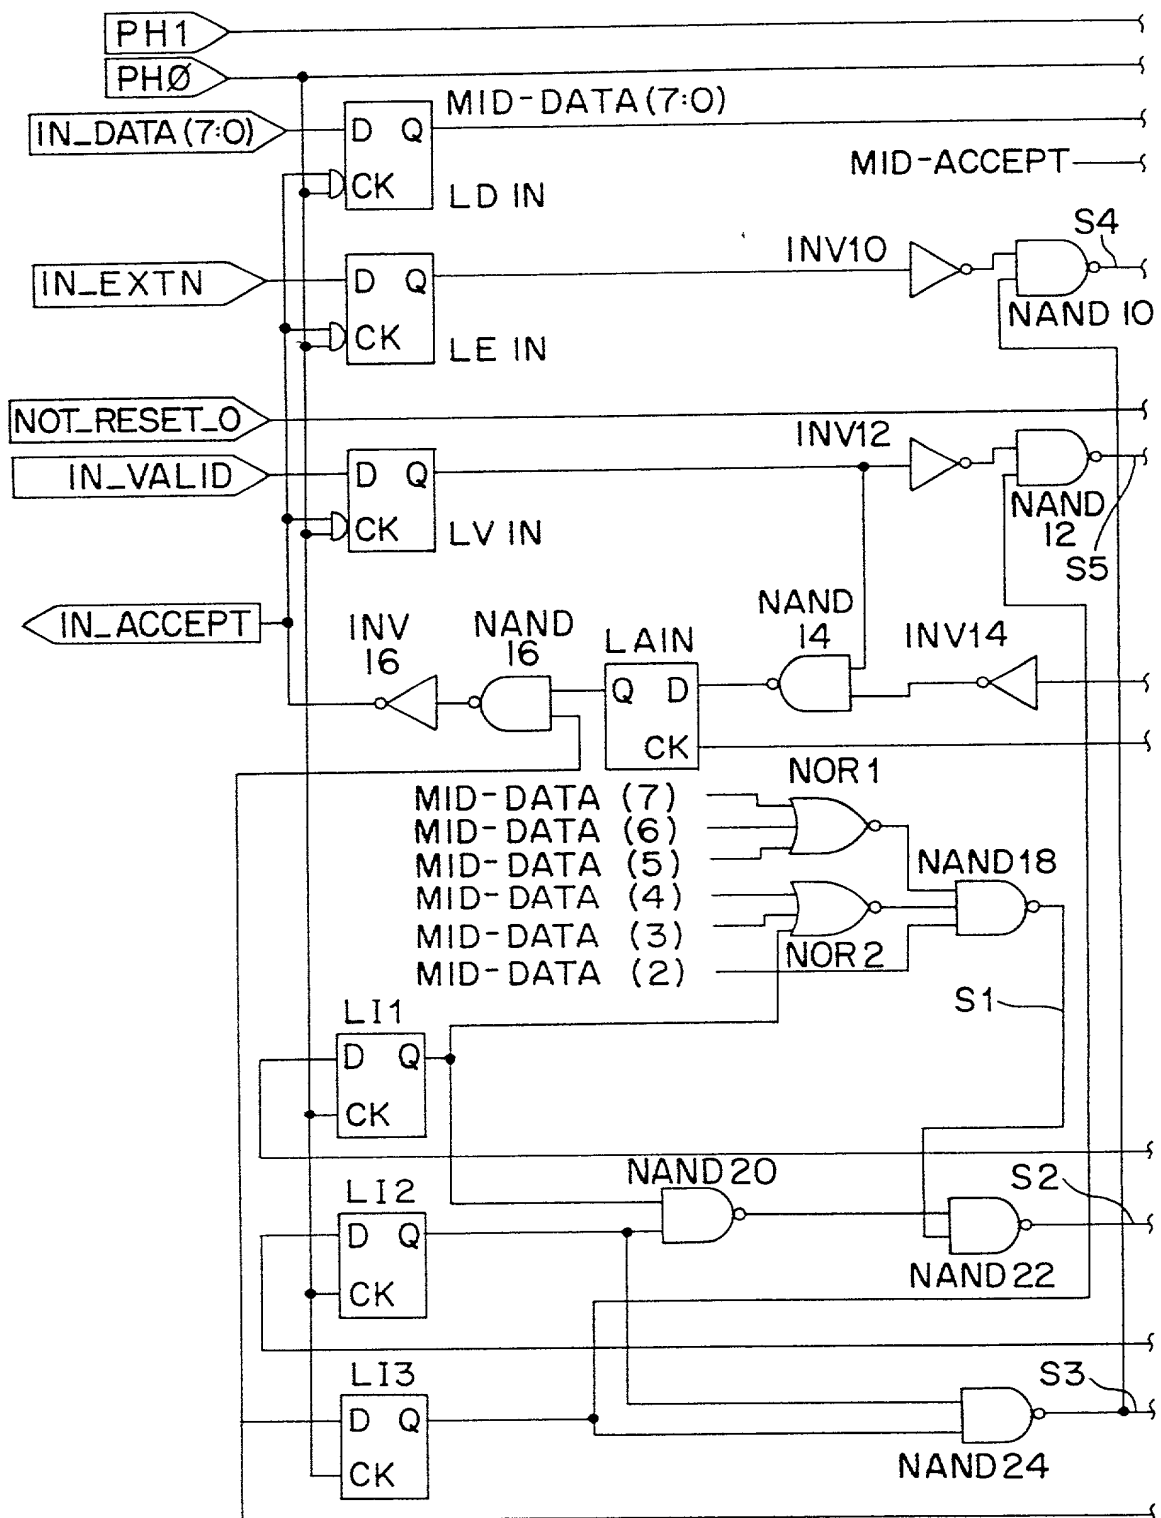 PH1
PHØ
IN_DATA(7:0)
D Q
CK
MID-DATA(7:0)
LD IN
MID-ACCEPT
IN_EXTN
D Q
CK
LE IN
INV10
S4
NAND 10
NOT_RESET_0
IN_VALID
D Q
CK
LV IN
INV12
NAND
12
S5
IN_ACCEPT
INV
16
NAND
16
LAIN
Q D
CK
NAND
14
INV14
NOR1
MID-DATA (7)
MID-DATA (6)
MID-DATA (5)
MID-DATA (4)
MID-DATA (3)
MID-DATA (2)
NAND18
NOR2
S1
LI1
D Q
CK
NAND20
LI2
D Q
CK
S2
NAND22
LI3
D Q
CK
S3
NAND24